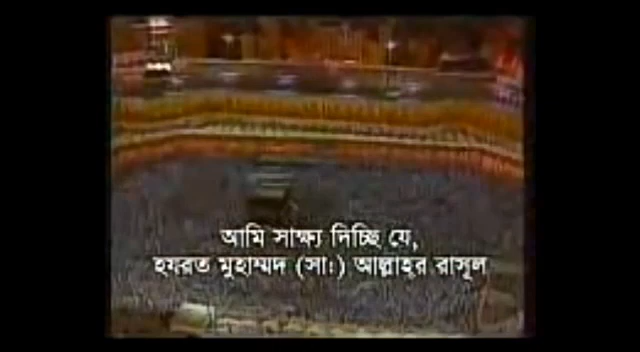 আমি সাক্ষ্য দিচ্ছি যে,
হযরত মুহাম্মদ (সাঃ) আল্লাহর রাসূল